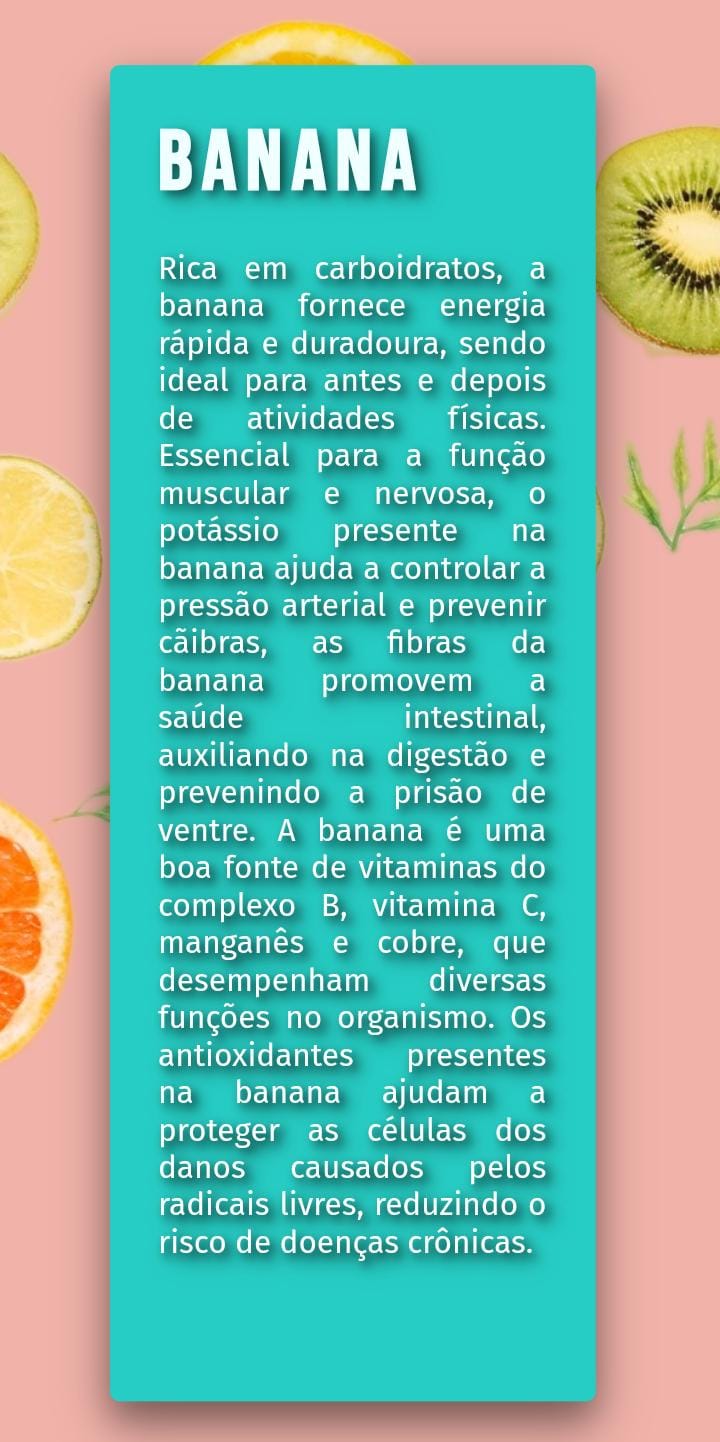 BANANA
Rica em carboidratos, a
banana fornece energia
rápida e duradoura, sendo
ideal para antes e depois
de atividades físicas.
Essencial para a função
muscular e nervosa, o
potássio presente na
banana ajuda a controlar a
pressão arterial e prevenir
cãibras, as fibras da
banana promovem a
saúde intestinal,
auxiliando na digestão e
prevenindo a prisão de
ventre. A banana é uma
boa fonte de vitaminas do
complexo B, vitamina C,
manganês e cobre, que
desempenham diversas
funções no organismo. Os
antioxidantes presentes
na banana ajudam a
proteger as células dos
danos causados pelos
radicais livres, reduzindo o
risco de doenças crônicas.